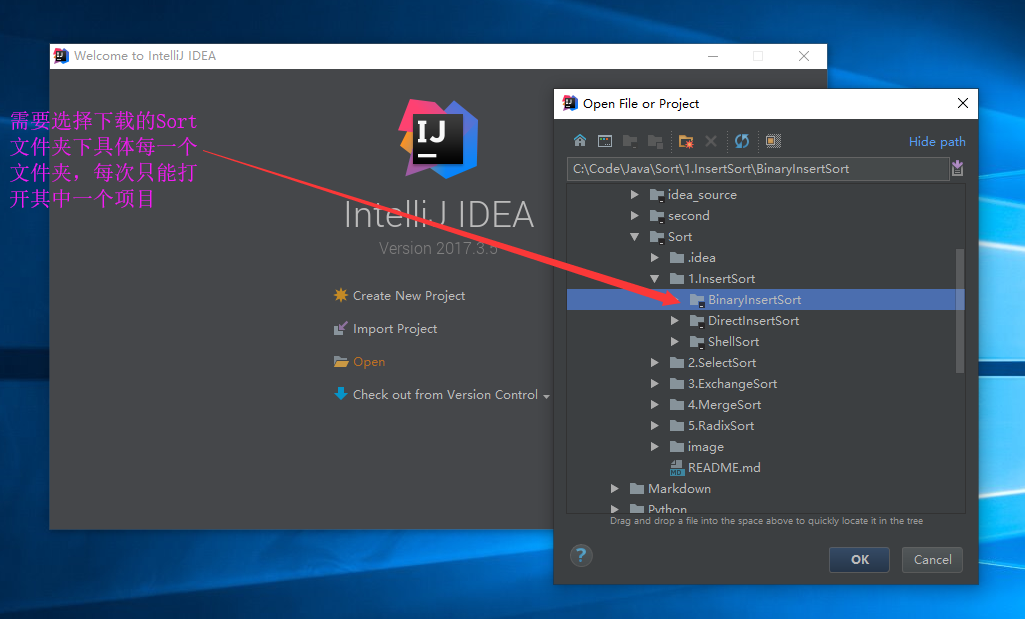 Welcome to IntelliJ IDEA
需要选择下载的Sort
文件夹下具体每一个
文件夹，每次只能打
开其中一个项目
IJ
IntelliJ IDEA
Version 2017.3.5
Create New Project
Import Project
Open
Check out from Version Control
Open File or Project
Hide path
C:\Code\Java\Sort\1.InsertSort\BinaryInsertSort
idea_source
second
Sort
.idea
1.InsertSort
BinaryInsertSort
DirectInsertSort
ShellSort
2.SelectSort
3.ExchangeSort
4.MergeSort
5.RadixSort
image
MD README.md
Markdown
Python
Drag and drop a file into the space above to quickly locate it in the tree
?
OK
Cancel